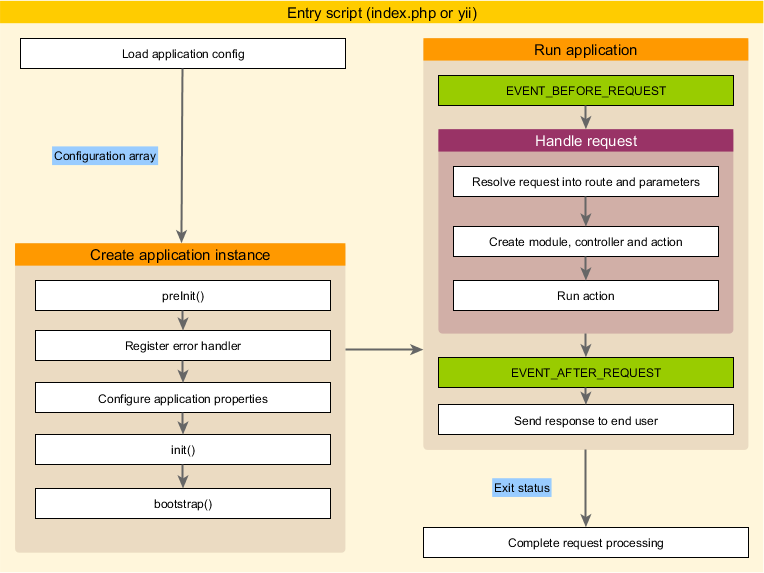 Entry script (index.php or yii)
Load application config
Configuration array
Create application instance
preInit()
Register error handler
Configure application properties
init()
bootstrap()
Run application
EVENT_BEFORE_REQUEST
Handle request
Resolve request into route and parameters
Create module, controller and action
Run action
EVENT_AFTER_REQUEST
Send response to end user
Exit status
Complete request processing